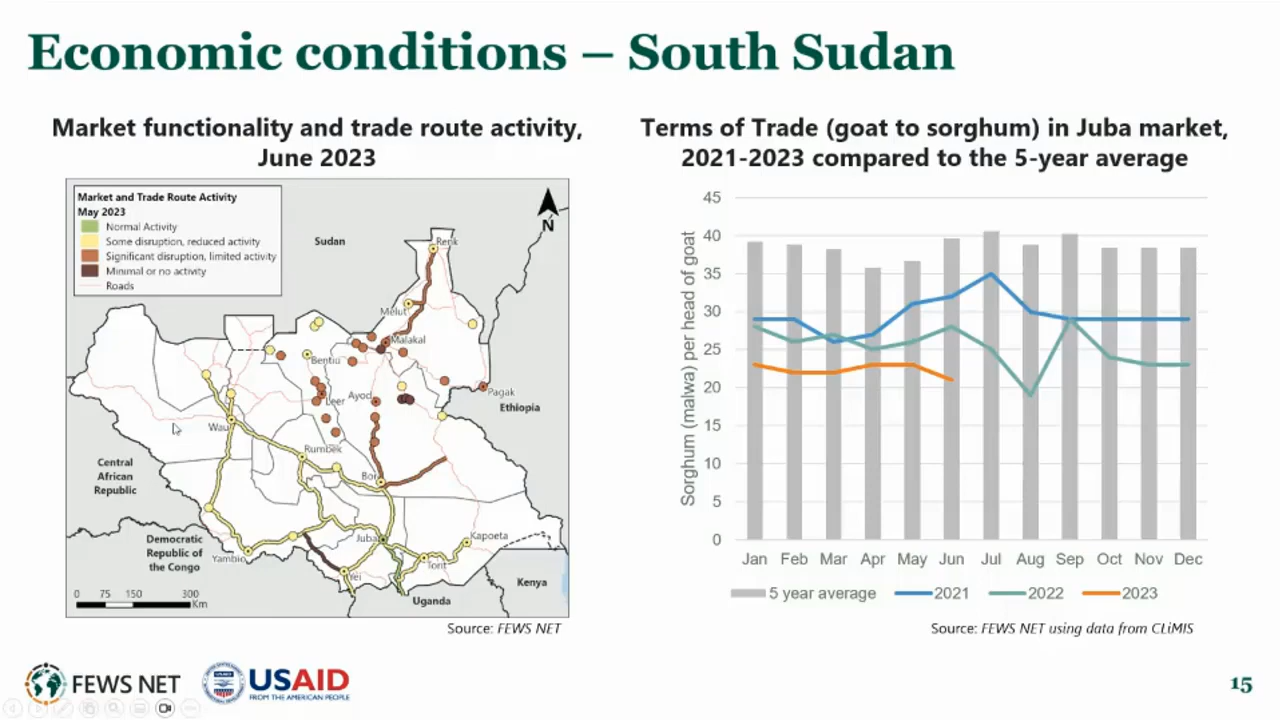 Economic conditions – South Sudan
Market functionality and trade route activity,
June 2023
Market and Trade Route Activity
May 2023
Normal Activity
Some disruption, reduced activity
Significant disruption, limited activity
Minimal or no activity
Roads
N
Sudan
Renk
Melut
Malakal
Bentiu
Pagak
Leer
Ayod
Ethiopia
Wau
Rumbek
Central
African
Republic
Bor
Democratic
Republic of
the Congo
Juba
Kapoeta
Yambio
Torit
Yei
Kenya
Uganda
0 75 150 300
Km
Source: FEWS NET
Terms of Trade (goat to sorghum) in Juba market,
2021-2023 compared to the 5-year average
Sorghum (malwa) per head of goat
45
40
35
30
25
20
15
10
5
0
Jan Feb Mar Apr May Jun Jul Aug Sep Oct Nov Dec
5 year average 2021 2022 2023
Source: FEWS NET using data from CLiMIS
FEWS NET
USAID
FROM THE AMERICAN PEOPLE
15